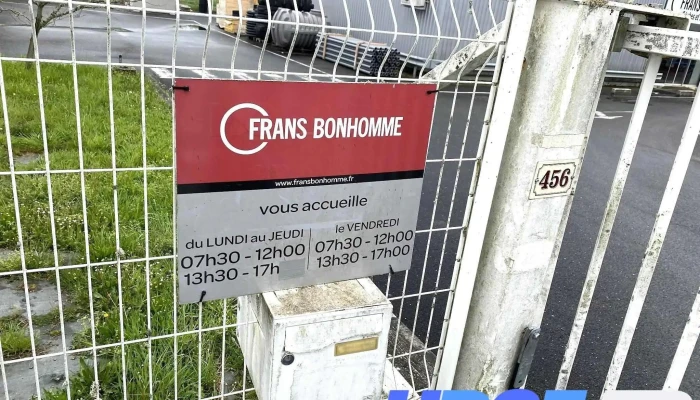 FRANS BONHOMME
www.fransbonhomme.fr
vous accueille
du LUNDI au JEUDI
07h30 - 12h00
13h30 - 17h
le VENDREDI
07h30 - 12h00
13h30 - 17h00
456
FRANS